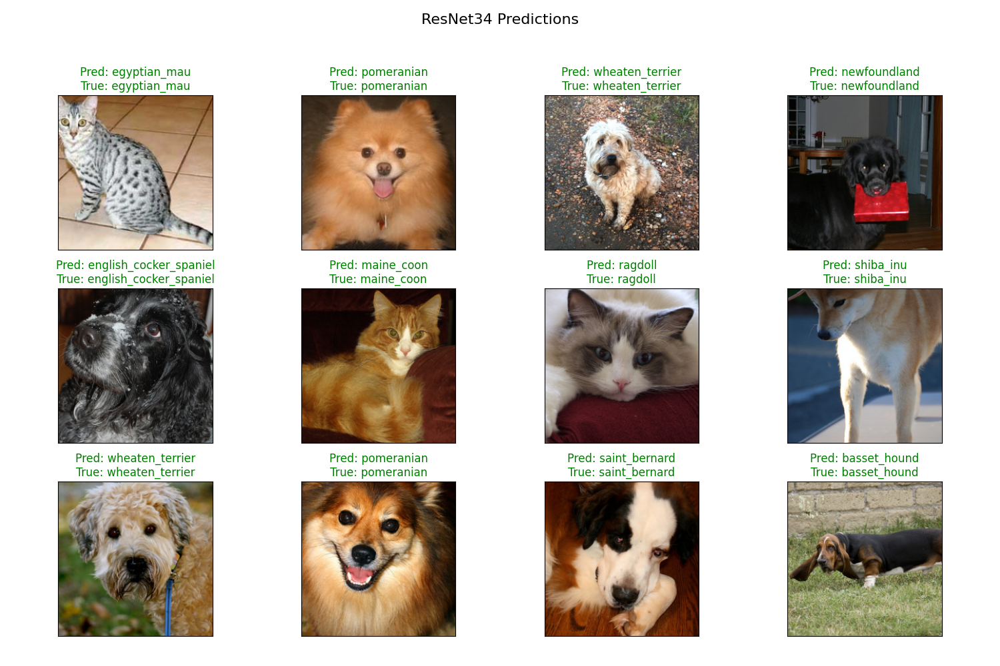 ResNet34 Predictions
Pred: egyptian_mau
True: egyptian_mau
Pred: pomeranian
True: pomeranian
Pred: wheaten_terrier
True: wheaten_terrier
Pred: newfoundland
True: newfoundland
Pred: english_cocker_spaniel
True: english_cocker_spaniel
Pred: maine_coon
True: maine_coon
Pred: ragdoll
True: ragdoll
Pred: shiba_inu
True: shiba_inu
Pred: wheaten_terrier
True: wheaten_terrier
Pred: pomeranian
True: pomeranian
Pred: saint_bernard
True: saint_bernard
Pred: basset_hound
True: basset_hound